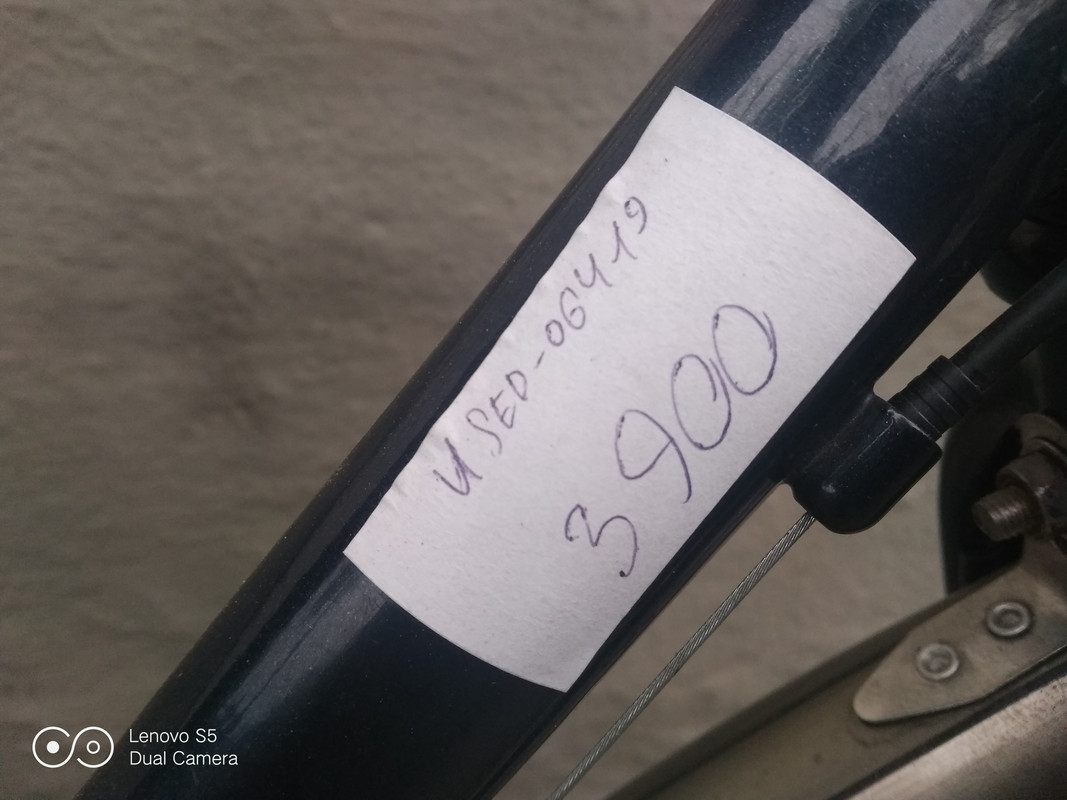 USED-06419
3900
Lenovo S5
Dual Camera